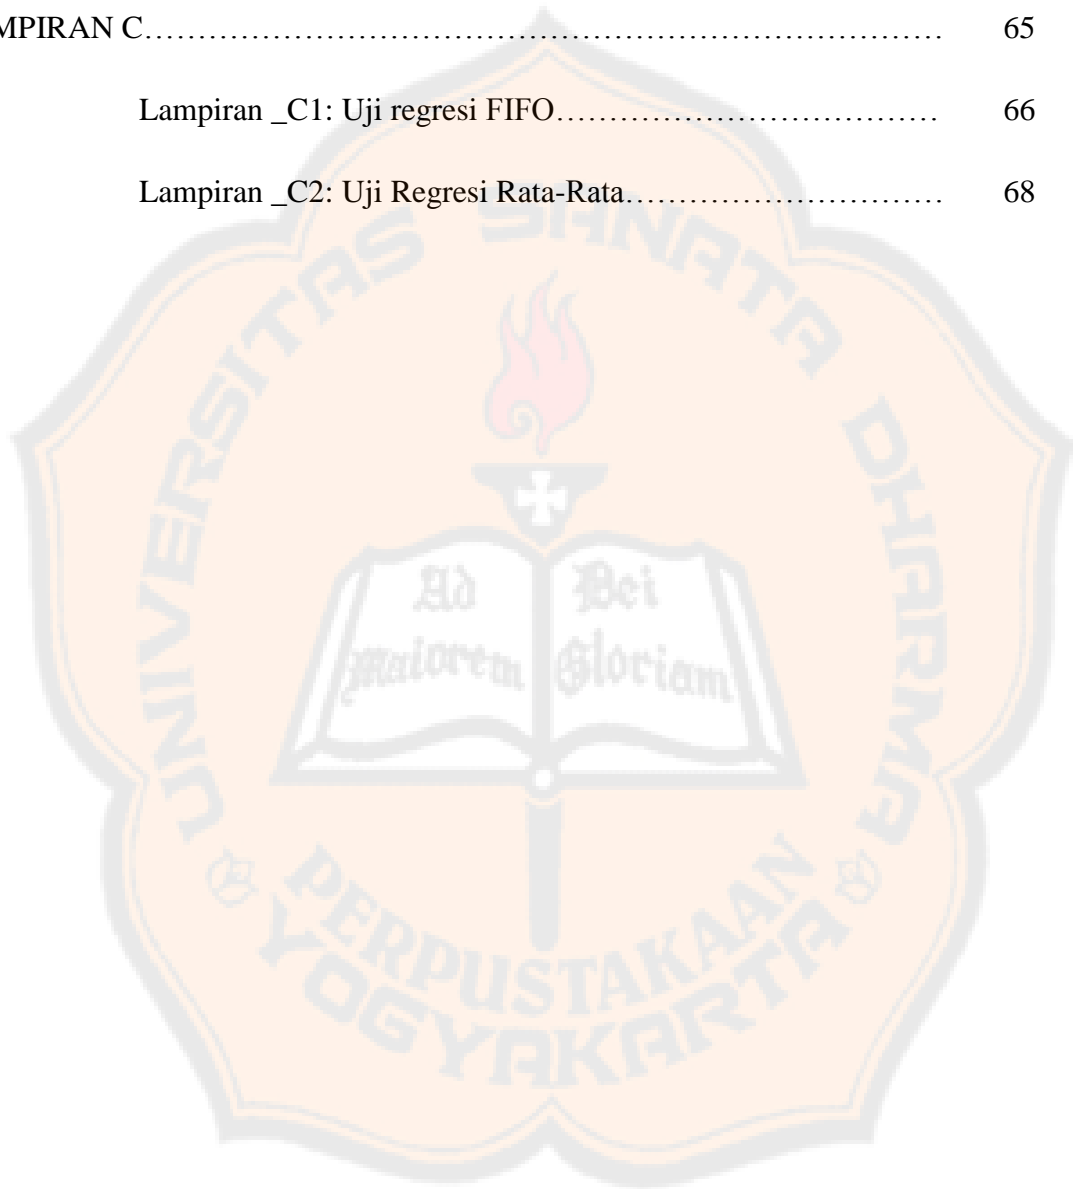 MPIRAN C…………………………………………………………………… 65
Lampiran _C1: Uji regresi FIFO……………………………… 66
Lampiran _C2: Uji Regresi Rata-Rata………………………… 68
UNIVERSITAS SANATA DHARMA
Ad Dei
maiorem Gloriam
PERPUSTAKAAN
YOGYAKARTA